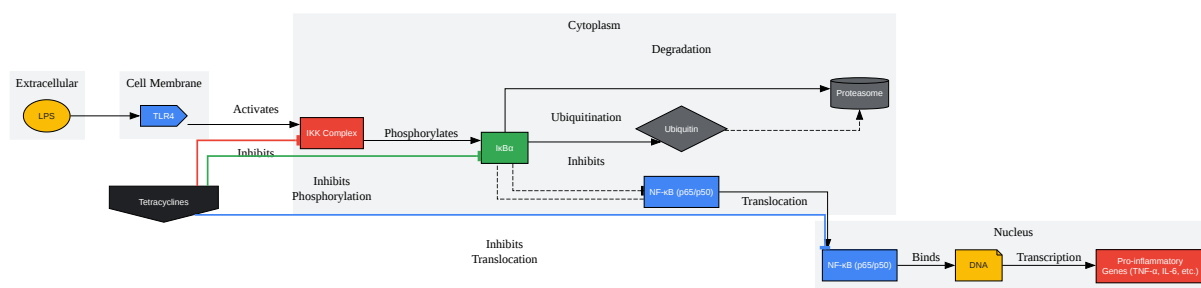 Cytoplasm
Degradation
Extracellular
Cell Membrane
Proteasome
LPS
TLR4
Activates
Ubiquitination
IKK Complex
Phosphorylates
Ubiquitin
IκBα
Inhibits
Inhibits
Inhibits
Phosphorylation
NF-κB (p65/p50)
Tetracyclines
Translocation
Nucleus
Inhibits
Translocation
NF-κB (p65/p50)
Binds
DNA
Transcription
Pro-inflammatory
Genes (TNF-α, IL-6, etc.)